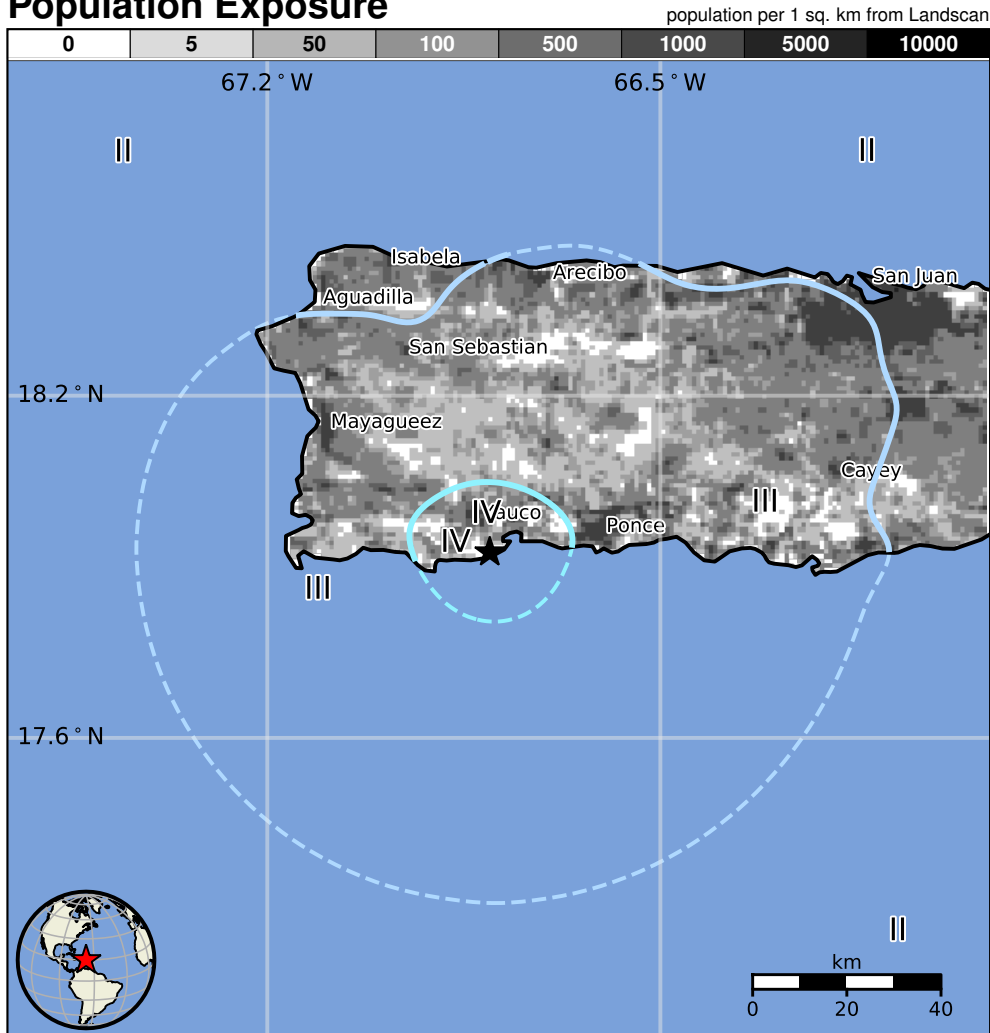 Population Exposure
population per 1 sq. km from Landscan
0 5 50 100 500 1000 5000 10000
67.2°W 66.5°W
II II
Isabela
Arecibo
San Juan
Aguadilla
San Sebastian
18.2°N
Mayagueez
Cayey
III
IV auco
Ponce
IV
III
17.6°N
II
km
0 20 40